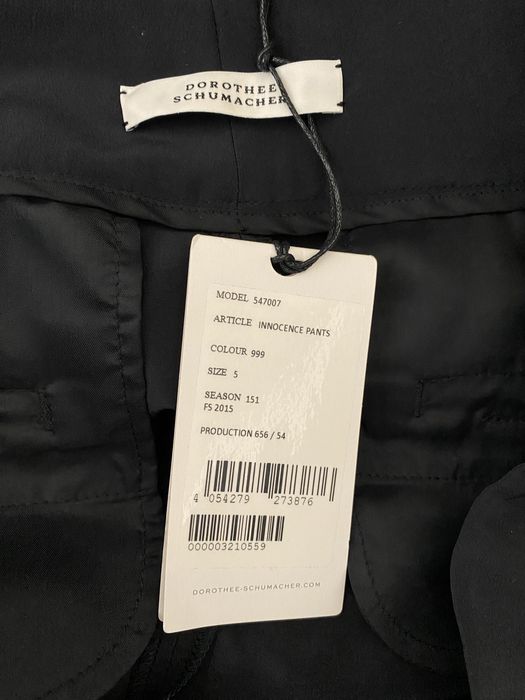 DOROTHEE
SCHUMACHER
MODEL 547007
ARTICLE INNOCENCE PANTS
COLOUR 999
SIZE 5
SEASON 151
FS 2015
PRODUCTION 656 / 54
4 054279 273876
000003210559
DOROTHEE-SCHUMACHER.COM